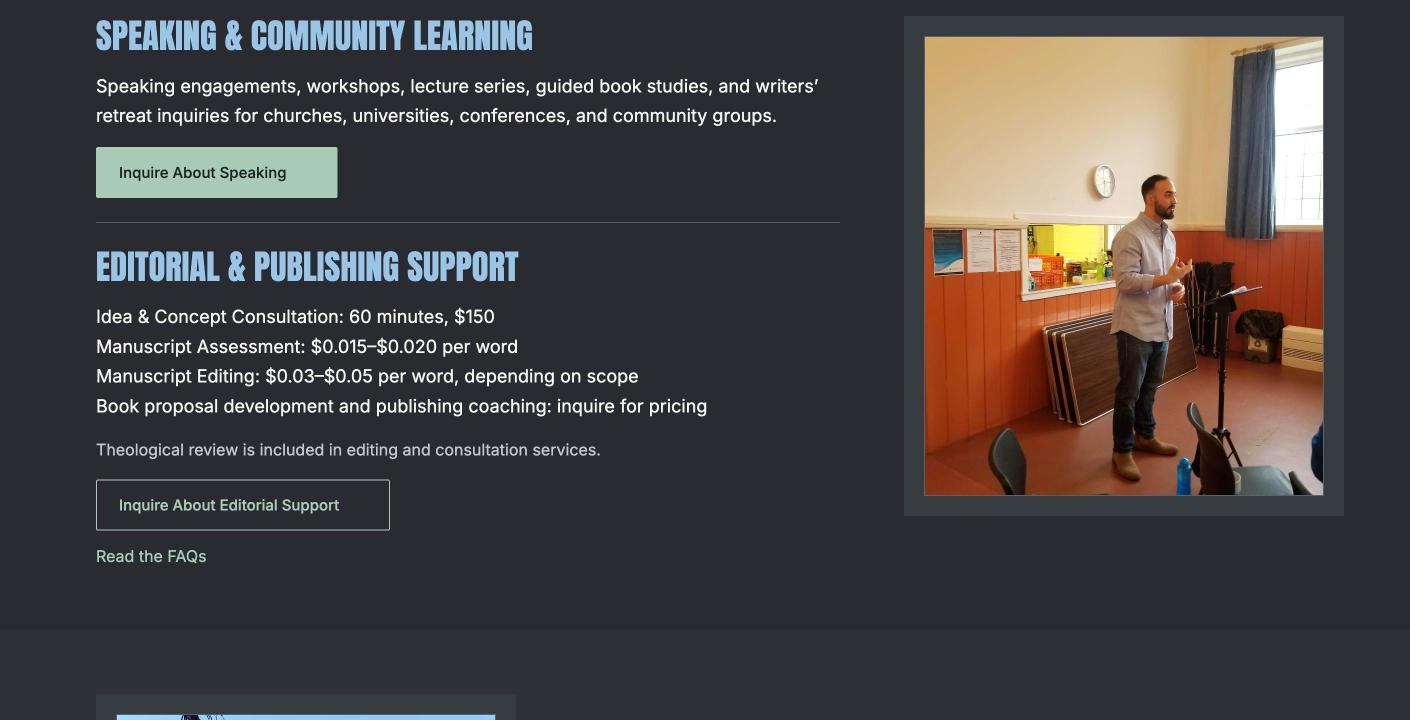 SPEAKING & COMMUNITY LEARNING
Speaking engagements, workshops, lecture series, guided book studies, and writers’
retreat inquiries for churches, universities, conferences, and community groups.
Inquire About Speaking
EDITORIAL & PUBLISHING SUPPORT
Idea & Concept Consultation: 60 minutes, $150
Manuscript Assessment: $0.015–$0.020 per word
Manuscript Editing: $0.03–$0.05 per word, depending on scope
Book proposal development and publishing coaching: inquire for pricing
Theological review is included in editing and consultation services.
Inquire About Editorial Support
Read the FAQs